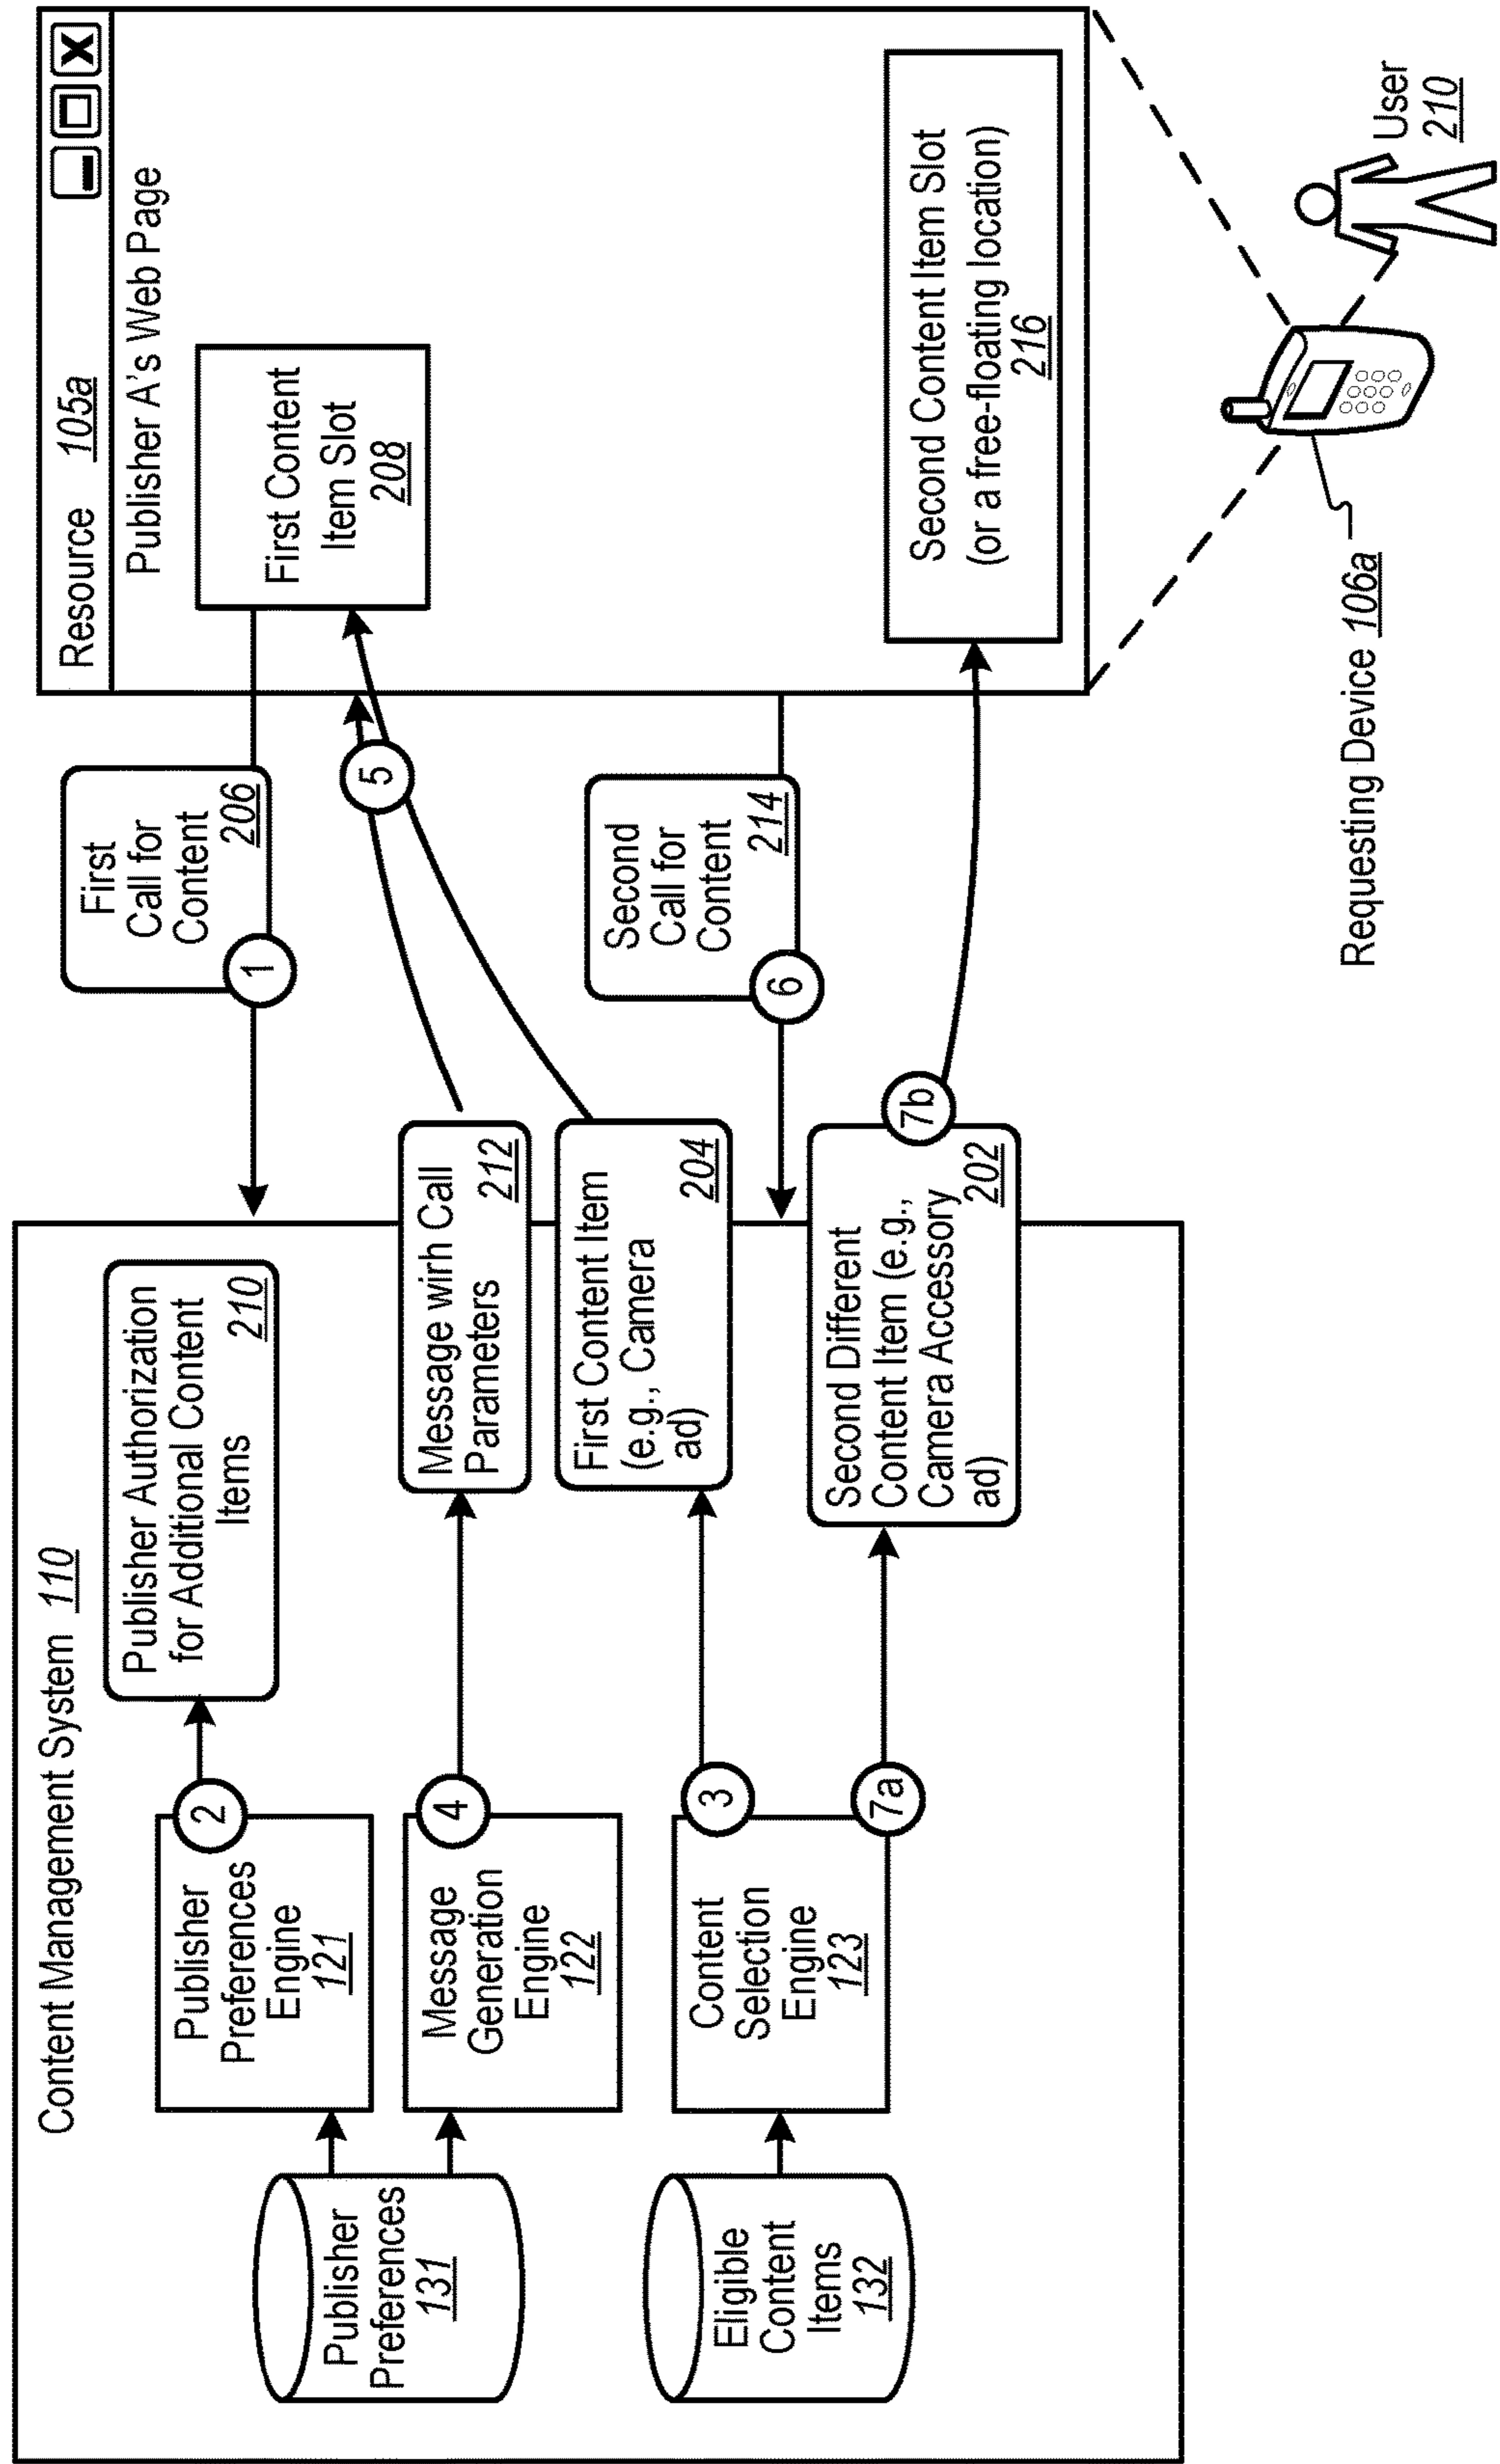 Content Management System 110
Publisher
Preferences
131
Publisher
Preferences
Engine
121
2
Publisher Authorization
for Additional Content
Items
210
Message
Generation
Engine
122
4
Message wirh Call
Parameters
212
Eligible
Content
Items
132
Content
Selection
Engine
123
3
7a
First Content Item
(e.g., Camera
ad)
204
Second Different
Content Item (e.g.,
Camera Accessory
ad)
202
7b
First
Call for
Content
206
1
5
Second
Call for
Content
214
6
Resource 105a
Publisher A's Web Page
First Content
Item Slot
208
Second Content Item Slot
(or a free-floating location)
216
Requesting Device 106a
User
210